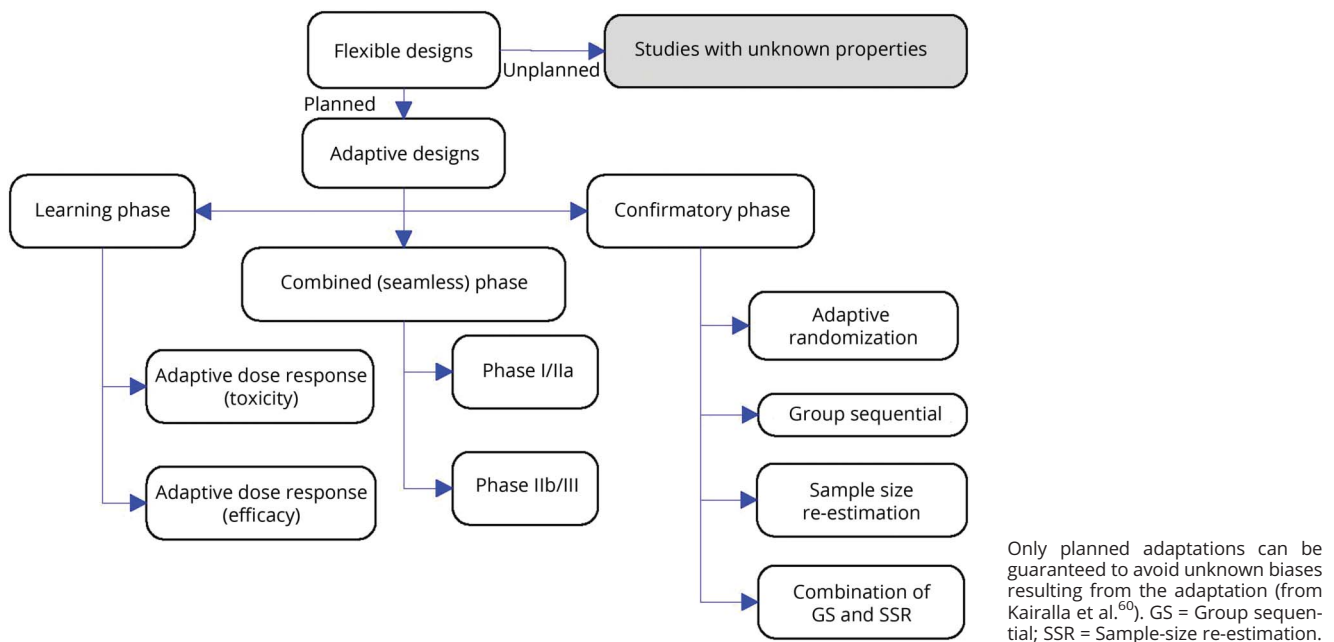 Flexible designs
Studies with unknown properties
Unplanned
Planned
Adaptive designs
Learning phase
Confirmatory phase
Combined (seamless) phase
Adaptive
randomization
Phase I/IIa
Adaptive dose response
(toxicity)
Group sequential
Phase IIb/III
Adaptive dose response
(efficacy)
Sample size
re-estimation
Combination of
GS and SSR
Only planned adaptations can be
guaranteed to avoid unknown biases
resulting from the adaptation (from
Kairalla et al.60). GS = Group sequen-
tial; SSR = Sample-size re-estimation.